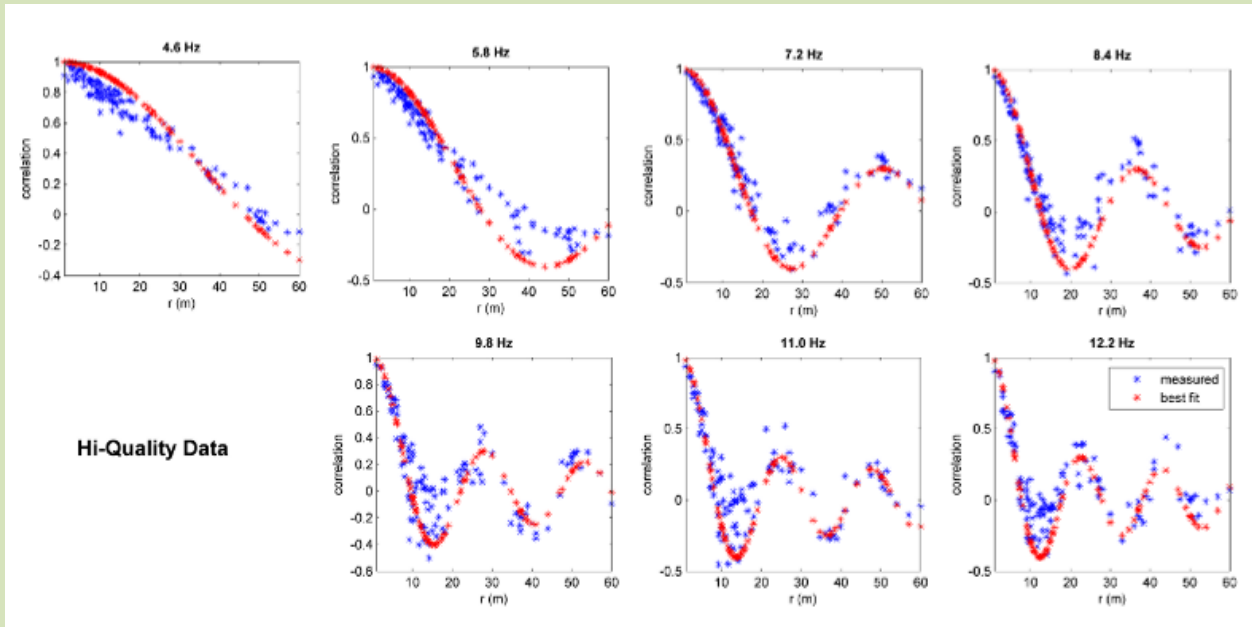 4.6 Hz
1
0.8
0.6
0.4
0.2
0
-0.2
-0.4
correlation
10 20 30 40 50 60
r (m)
5.8 Hz
1
0.5
0
-0.5
correlation
10 20 30 40 50 60
r (m)
7.2 Hz
1
0.5
0
-0.5
correlation
10 20 30 40 50 60
r (m)
8.4 Hz
1
0.5
0
-0.5
correlation
10 20 30 40 50 60
r (m)
Hi-Quality Data
9.8 Hz
1
0.8
0.6
0.4
0.2
0
-0.2
-0.4
-0.6
correlation
10 20 30 40 50 60
r (m)
11.0 Hz
1
0.5
0
-0.5
correlation
10 20 30 40 50 60
r (m)
12.2 Hz
measured
best fit
1
0.5
0
-0.5
correlation
10 20 30 40 50 60
r (m)